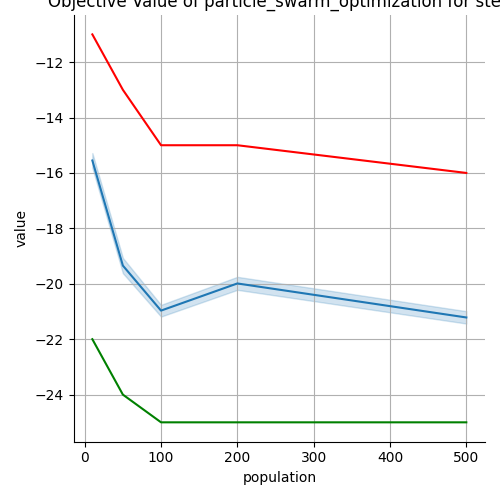 Objective Value of particle_swarm_optimization for ste
−12
−14
−16
−18
−20
−22
−24
value
0 100 200 300 400 500
population